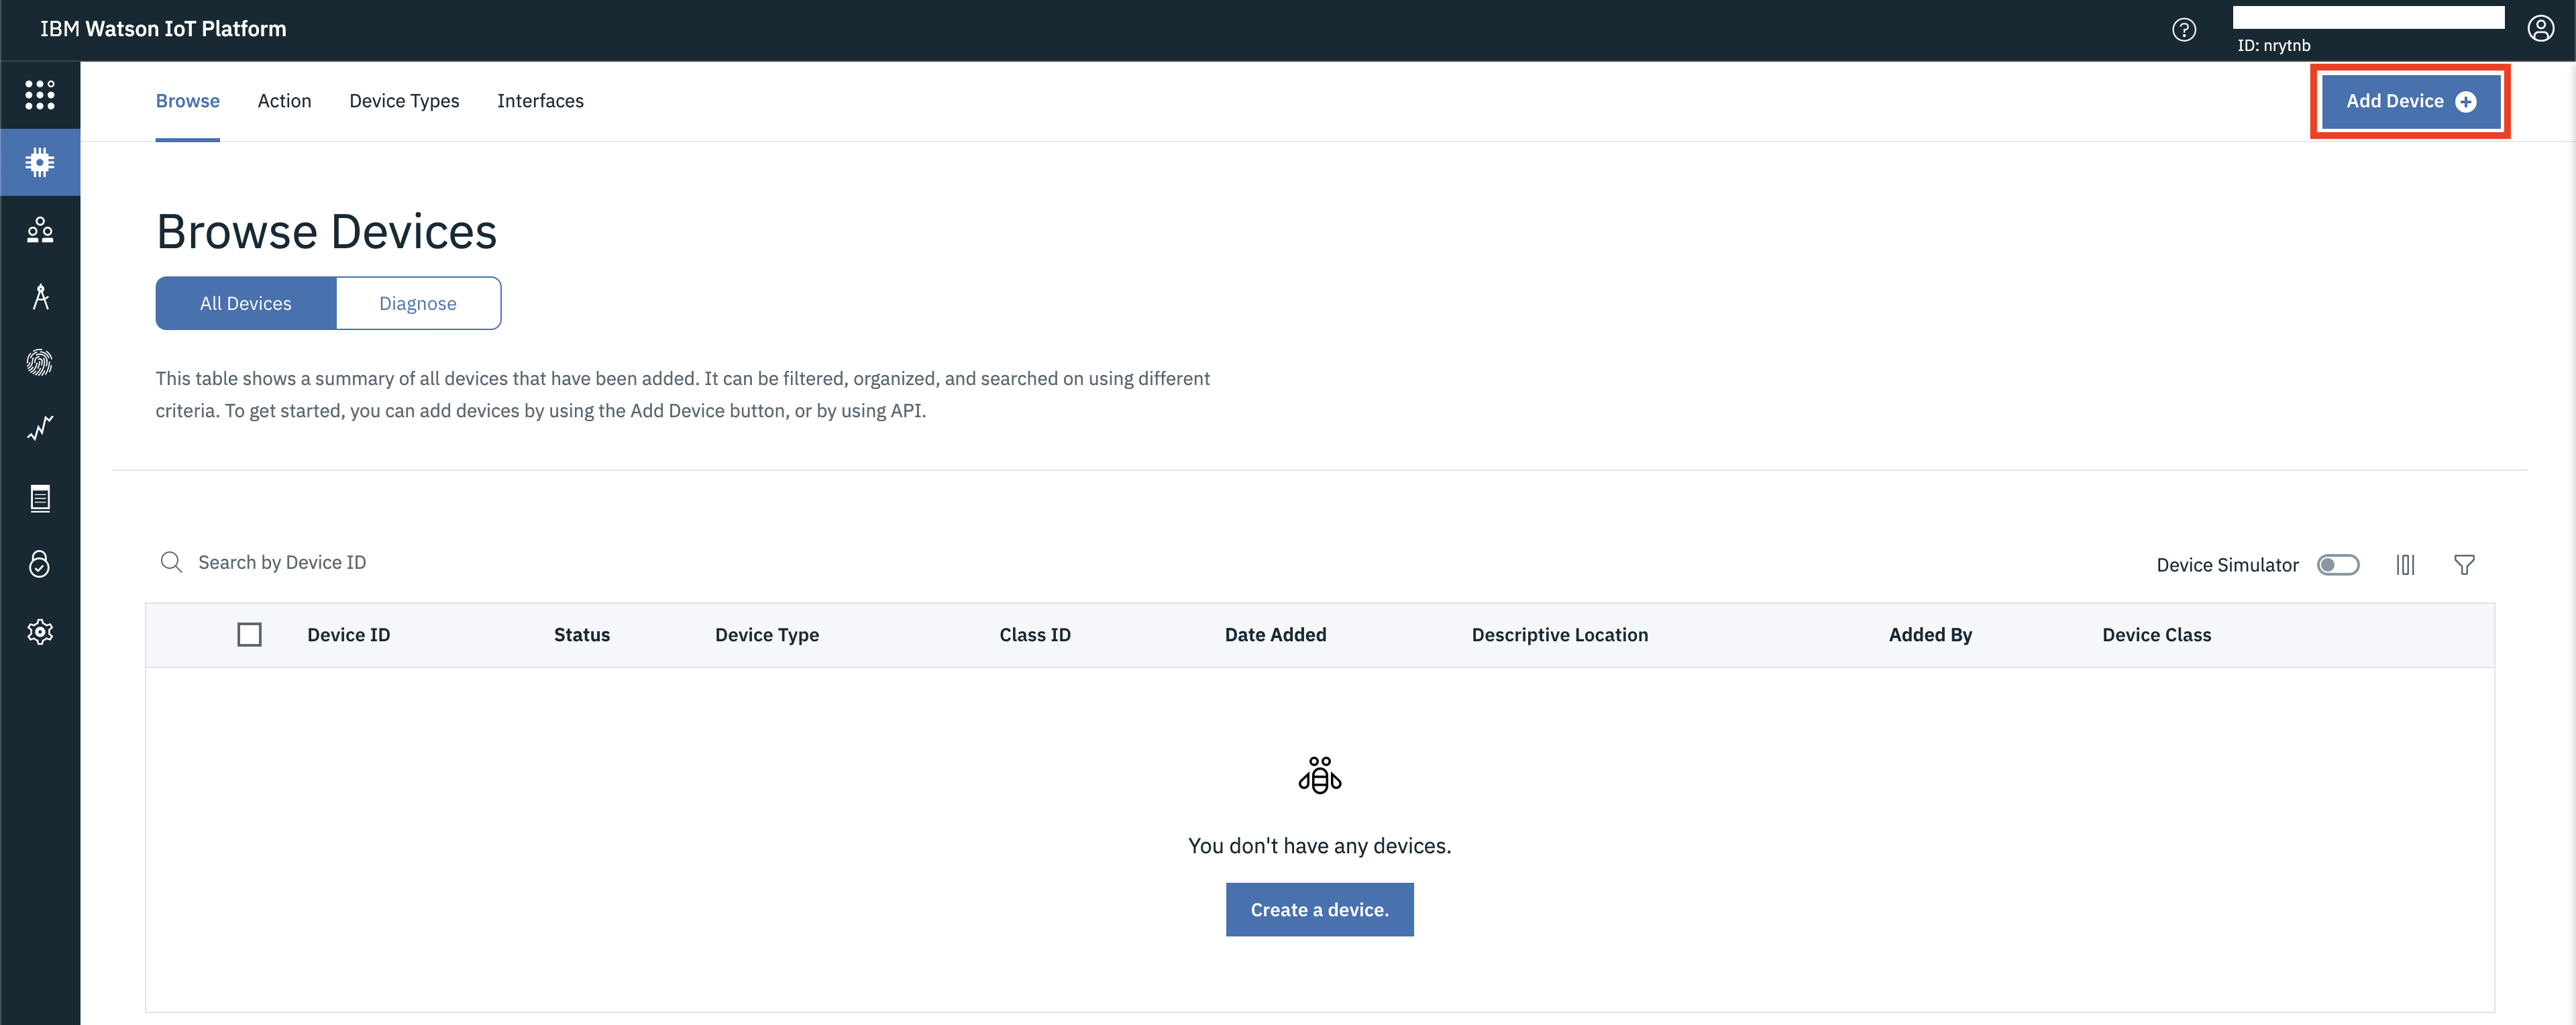 IBM Watson IoT Platform
ID: nrytnb
Browse Action Device Types Interfaces
Add Device
Browse Devices
All Devices Diagnose
This table shows a summary of all devices that have been added. It can be filtered, organized, and searched on using different
criteria. To get started, you can add devices by using the Add Device button, or by using API.
Search by Device ID
Device Simulator
Device ID Status Device Type Class ID Date Added Descriptive Location Added By Device Class
You don't have any devices.
Create a device.